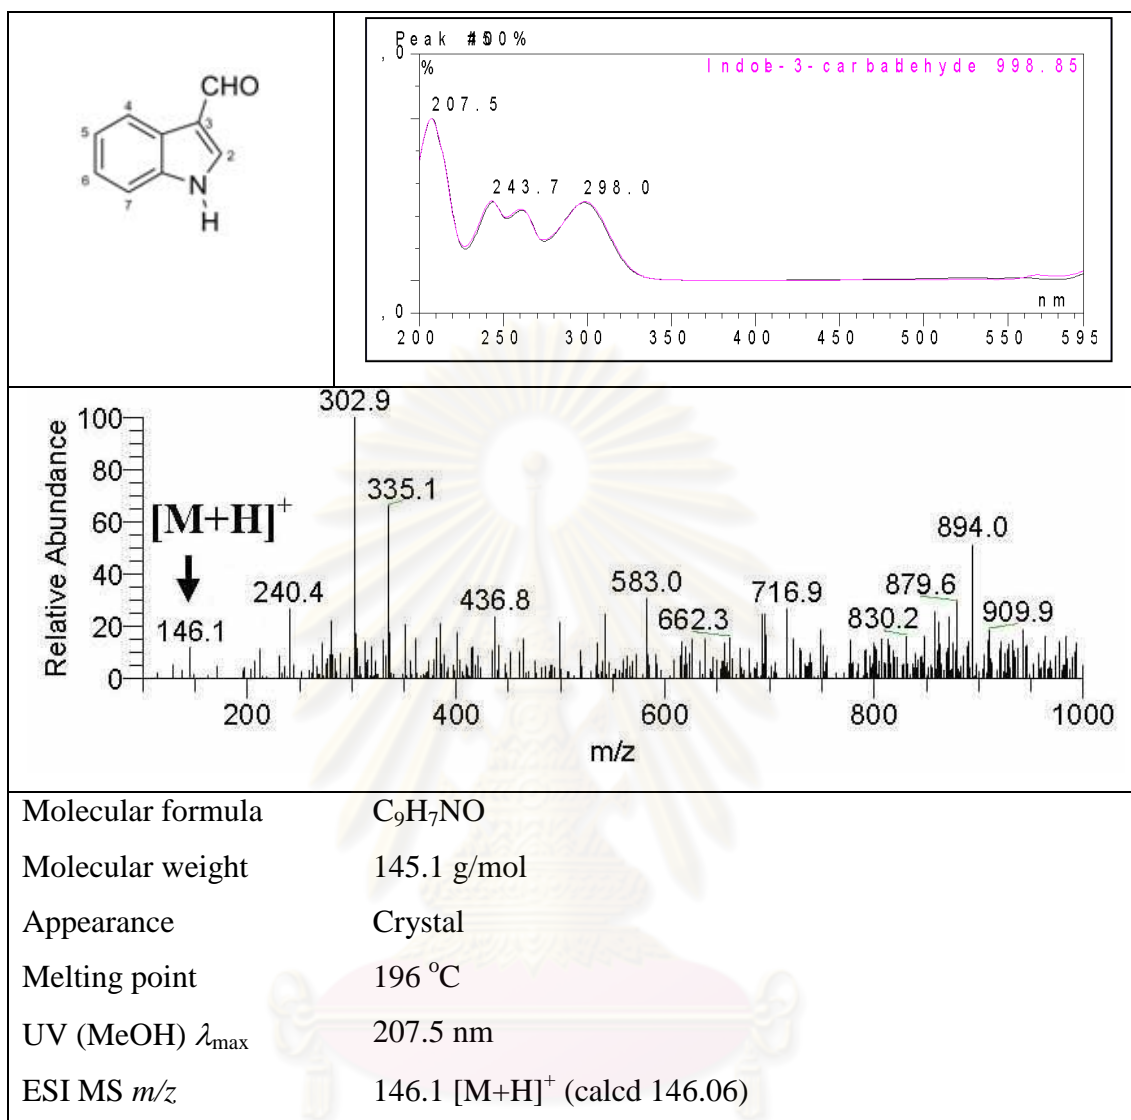 CHO
4
5
3
2
6
7
N
H
Peak #
%
Indole-3-carbaldehyde 998.85
, 0
%
207.5
243.7
298.0
nm
, 0
200 250 300 350 400 450 500 550 595
302.9
100
335.1
80
[M+H]+
60
894.0
40
240.4
583.0
716.9
879.6
436.8
662.3
830.2
909.9
20
146.1
0
Relative Abundance
200 400 600 800 1000
m/z
Molecular formula C₉H₇NO
Molecular weight 145.1 g/mol
Appearance Crystal
Melting point 196 °C
UV (MeOH) λmax 207.5 nm
ESI MS m/z 146.1 [M+H]⁺ (calcd 146.06)